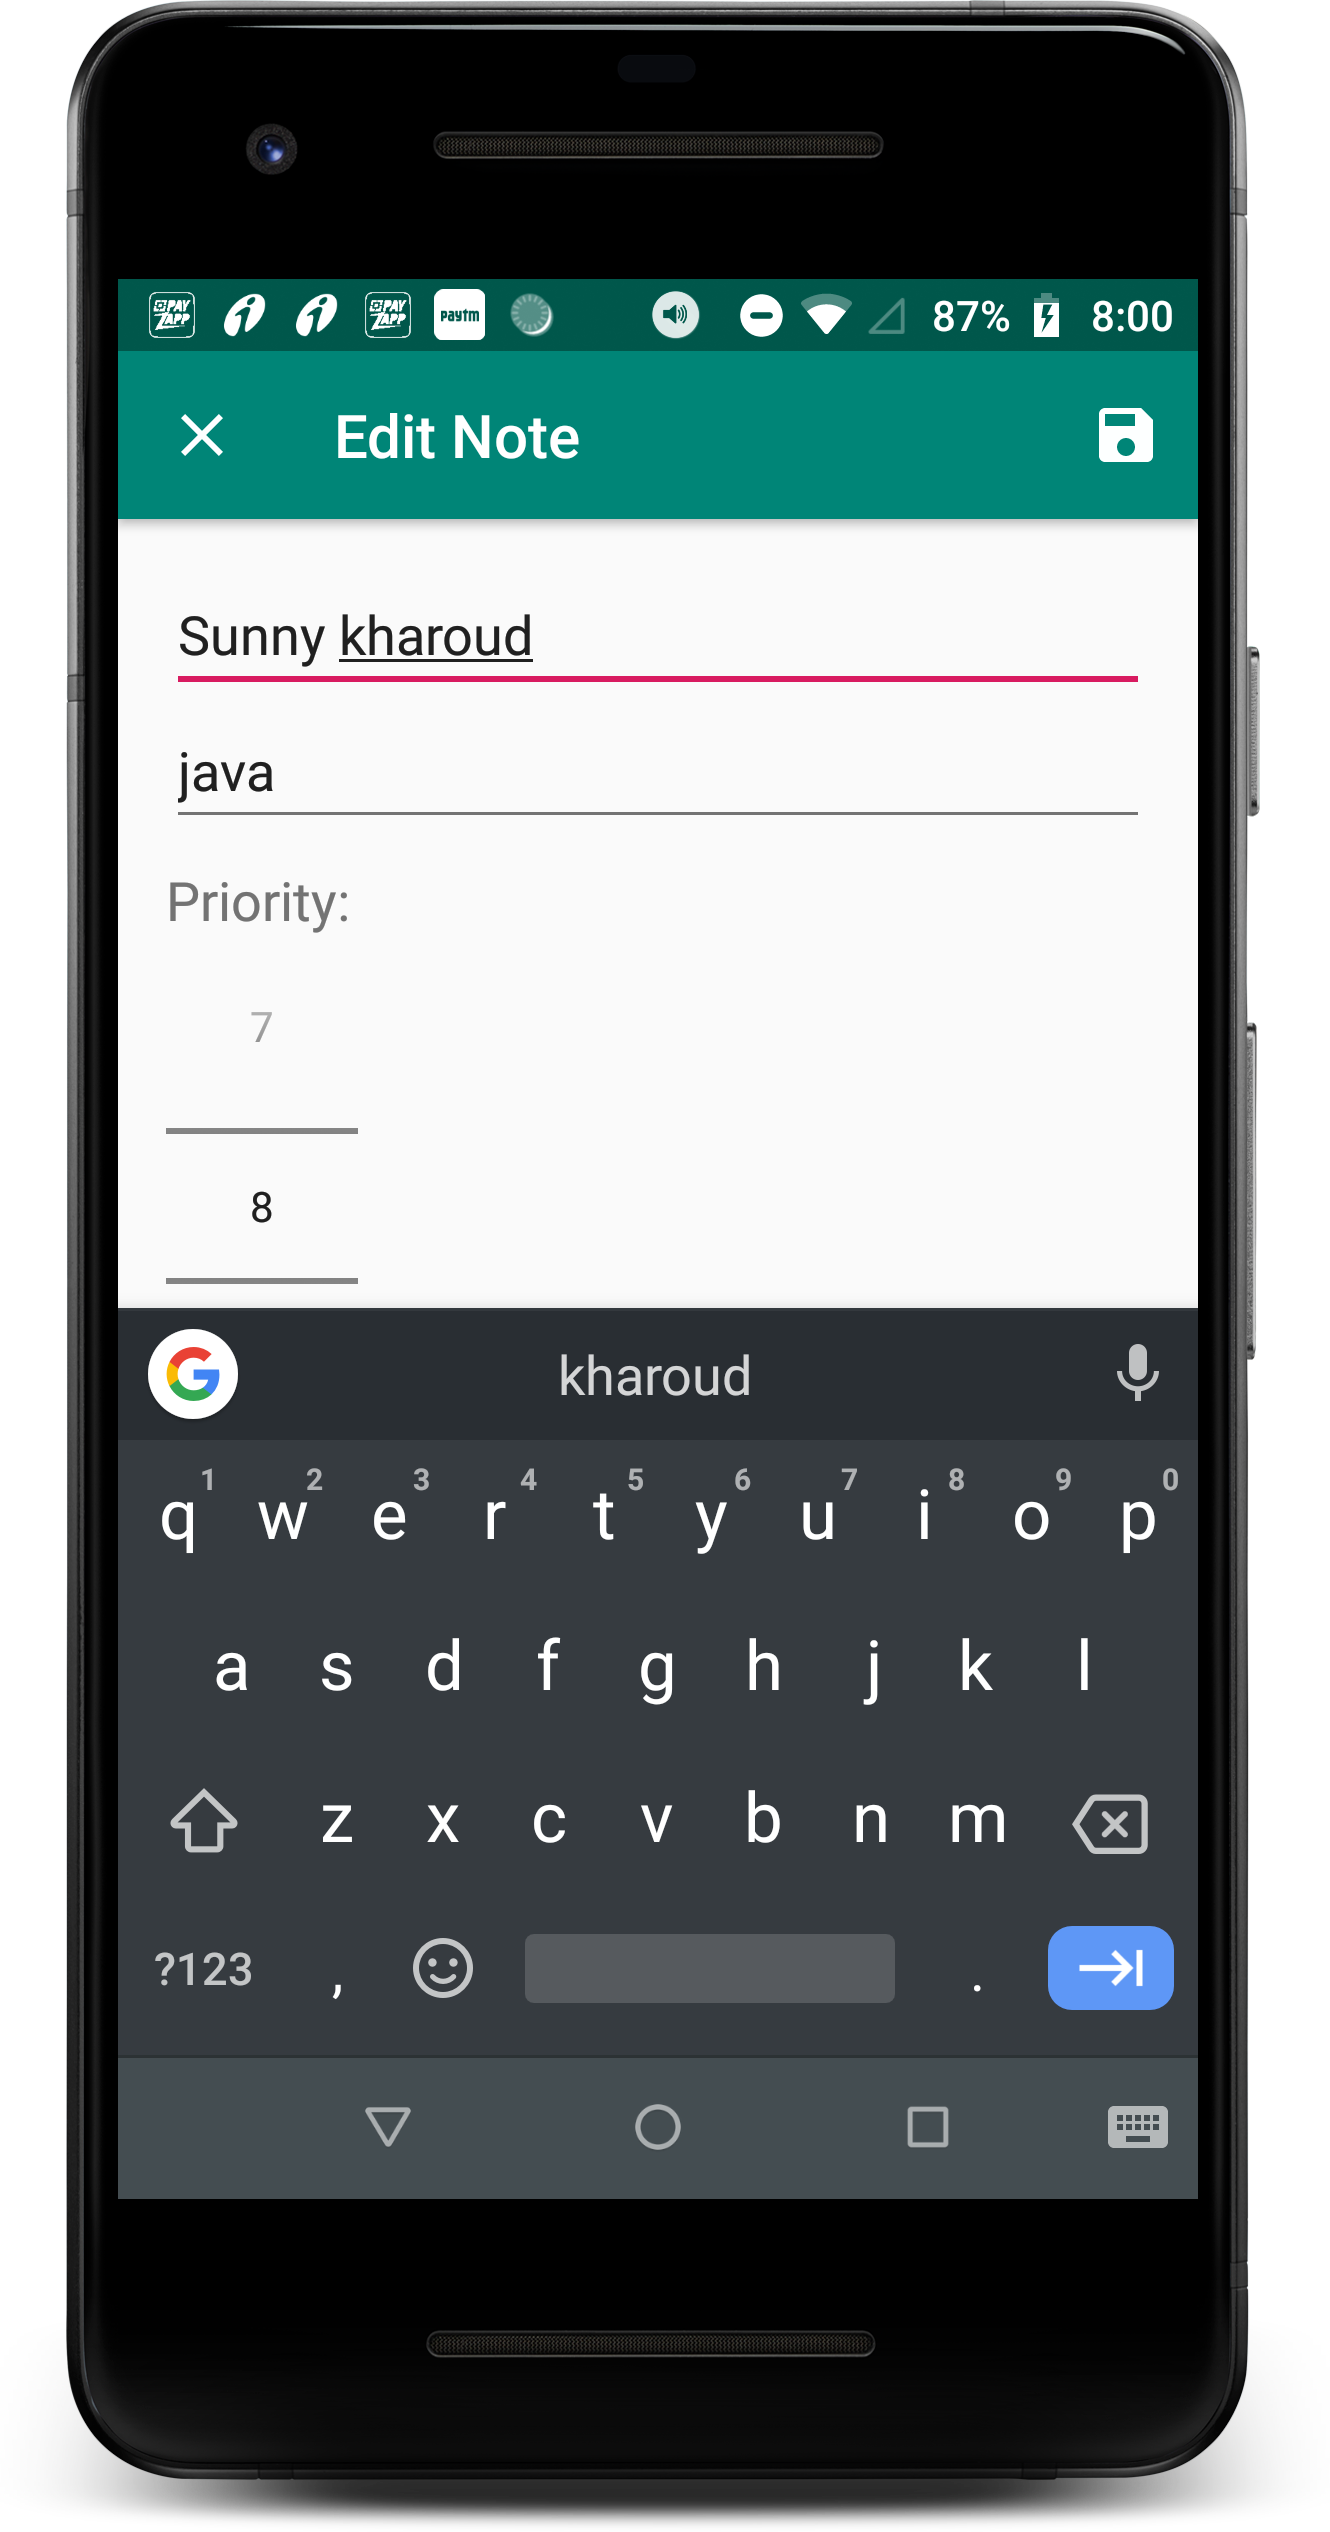 PAY ZAPP PAY ZAPP paytm 87% 8:00
Edit Note
Sunny kharoud
java
Priority:
7
8
G kharoud
1 2 3 4 5 6 7 8 9 0
q w e r t y u i o p
a s d f g h j k l
z x c v b n m
?123 , .